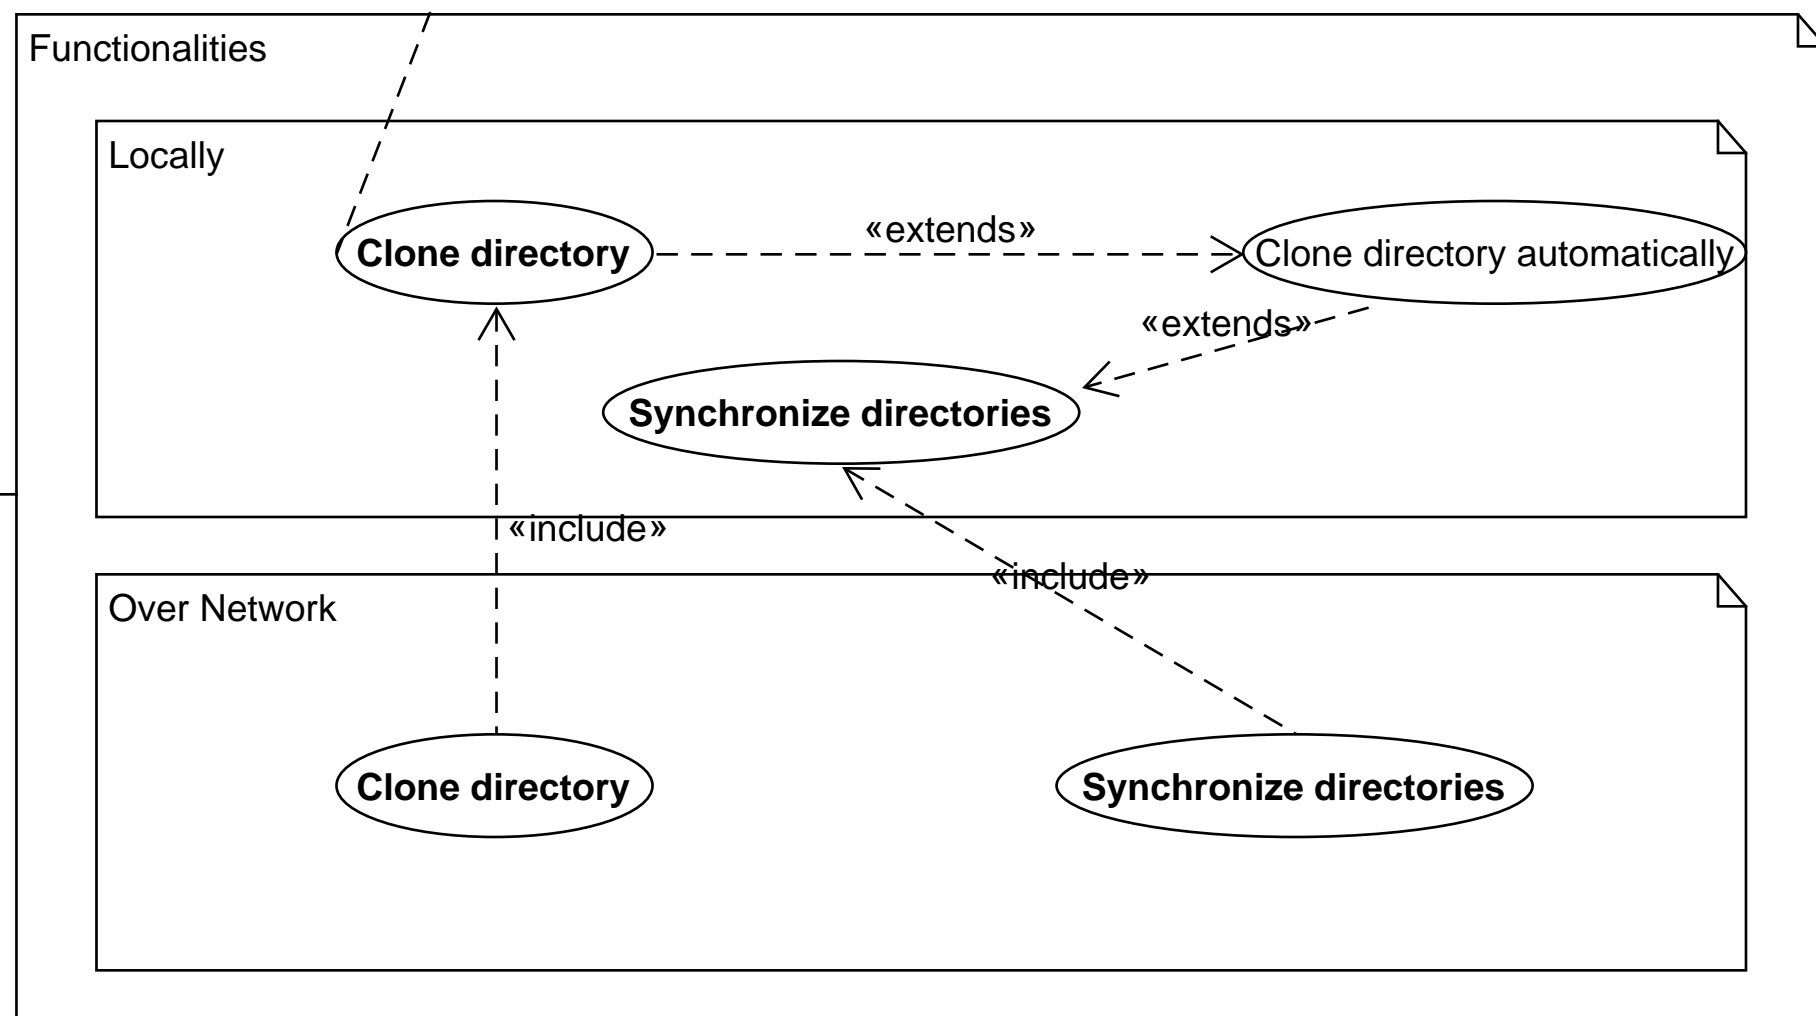 Functionalities
Locally
Clone directory
«extends»
Clone directory automatically
«extends»
Synchronize directories
«include»
«include»
Over Network
Clone directory
Synchronize directories